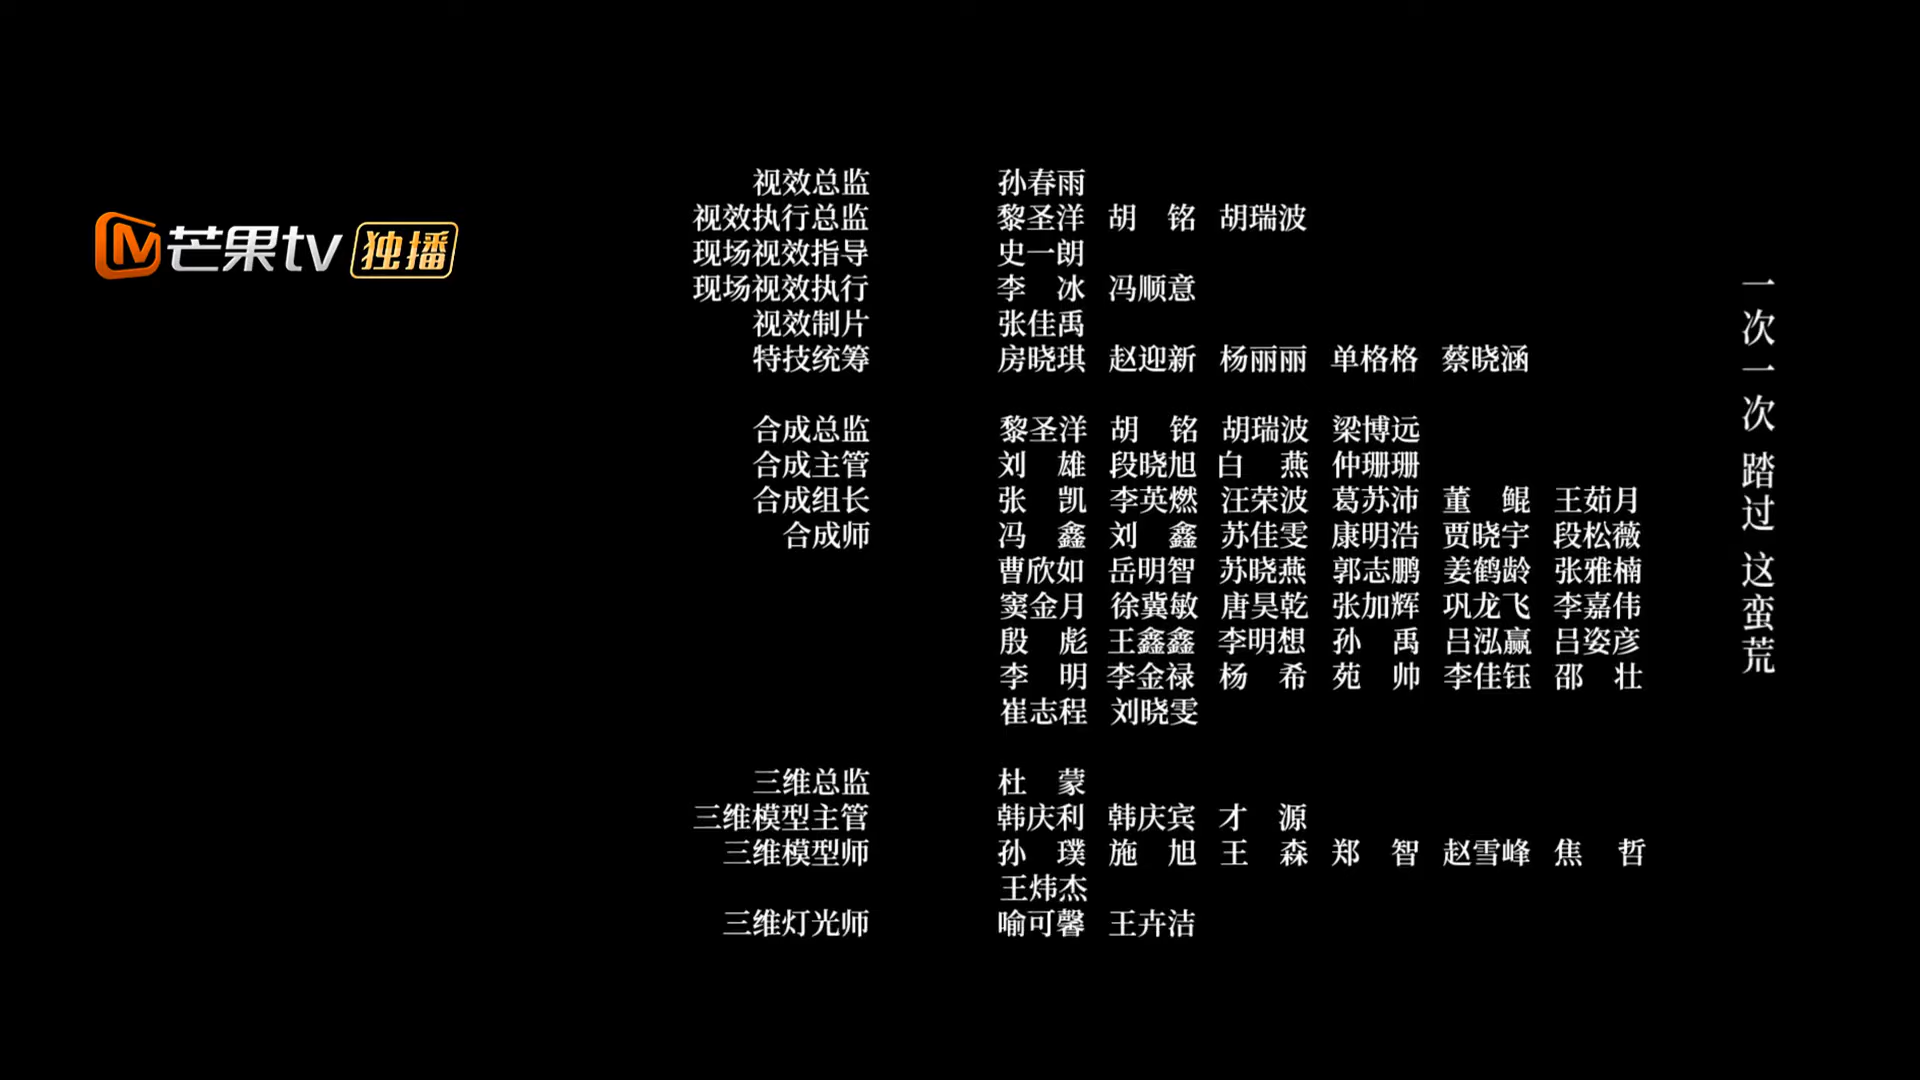 芒果tv 独播
视效总监 孙春雨
视效执行总监 黎圣洋 胡 铭 胡瑞波
现场视效指导 史一朗
现场视效执行 李 冰 冯顺意
视效制片 张佳禹
特技统筹 房晓琪 赵迎新 杨丽丽 单格格 蔡晓涵
合成总监 黎圣洋 胡 铭 胡瑞波 梁博远
合成主管 刘 雄 段晓旭 白 燕 仲珊珊
合成组长 张 凯 李英燃 汪荣波 葛苏沛 董 鲲 王茹月
合成师 冯 鑫 刘 鑫 苏佳雯 康明浩 贾晓宇 段松薇
曹欣如 岳明智 苏晓燕 郭志鹏 姜鹤龄 张雅楠
窦金月 徐冀敏 唐昊乾 张加辉 巩龙飞 李嘉伟
殷 彪 王鑫鑫 李明想 孙 禹 吕泓赢 吕姿彦
李 明 李金禄 杨 希 苑 帅 李佳钰 邵 壮
崔志程 刘晓雯
三维总监 杜 蒙
三维模型主管 韩庆利 韩庆宾 才 源
三维模型师 孙 璞 施 旭 王 森 郑 智 赵雪峰 焦 哲
王炜杰
三维灯光师 喻可馨 王卉洁
一次一次 踏过 这蛮荒